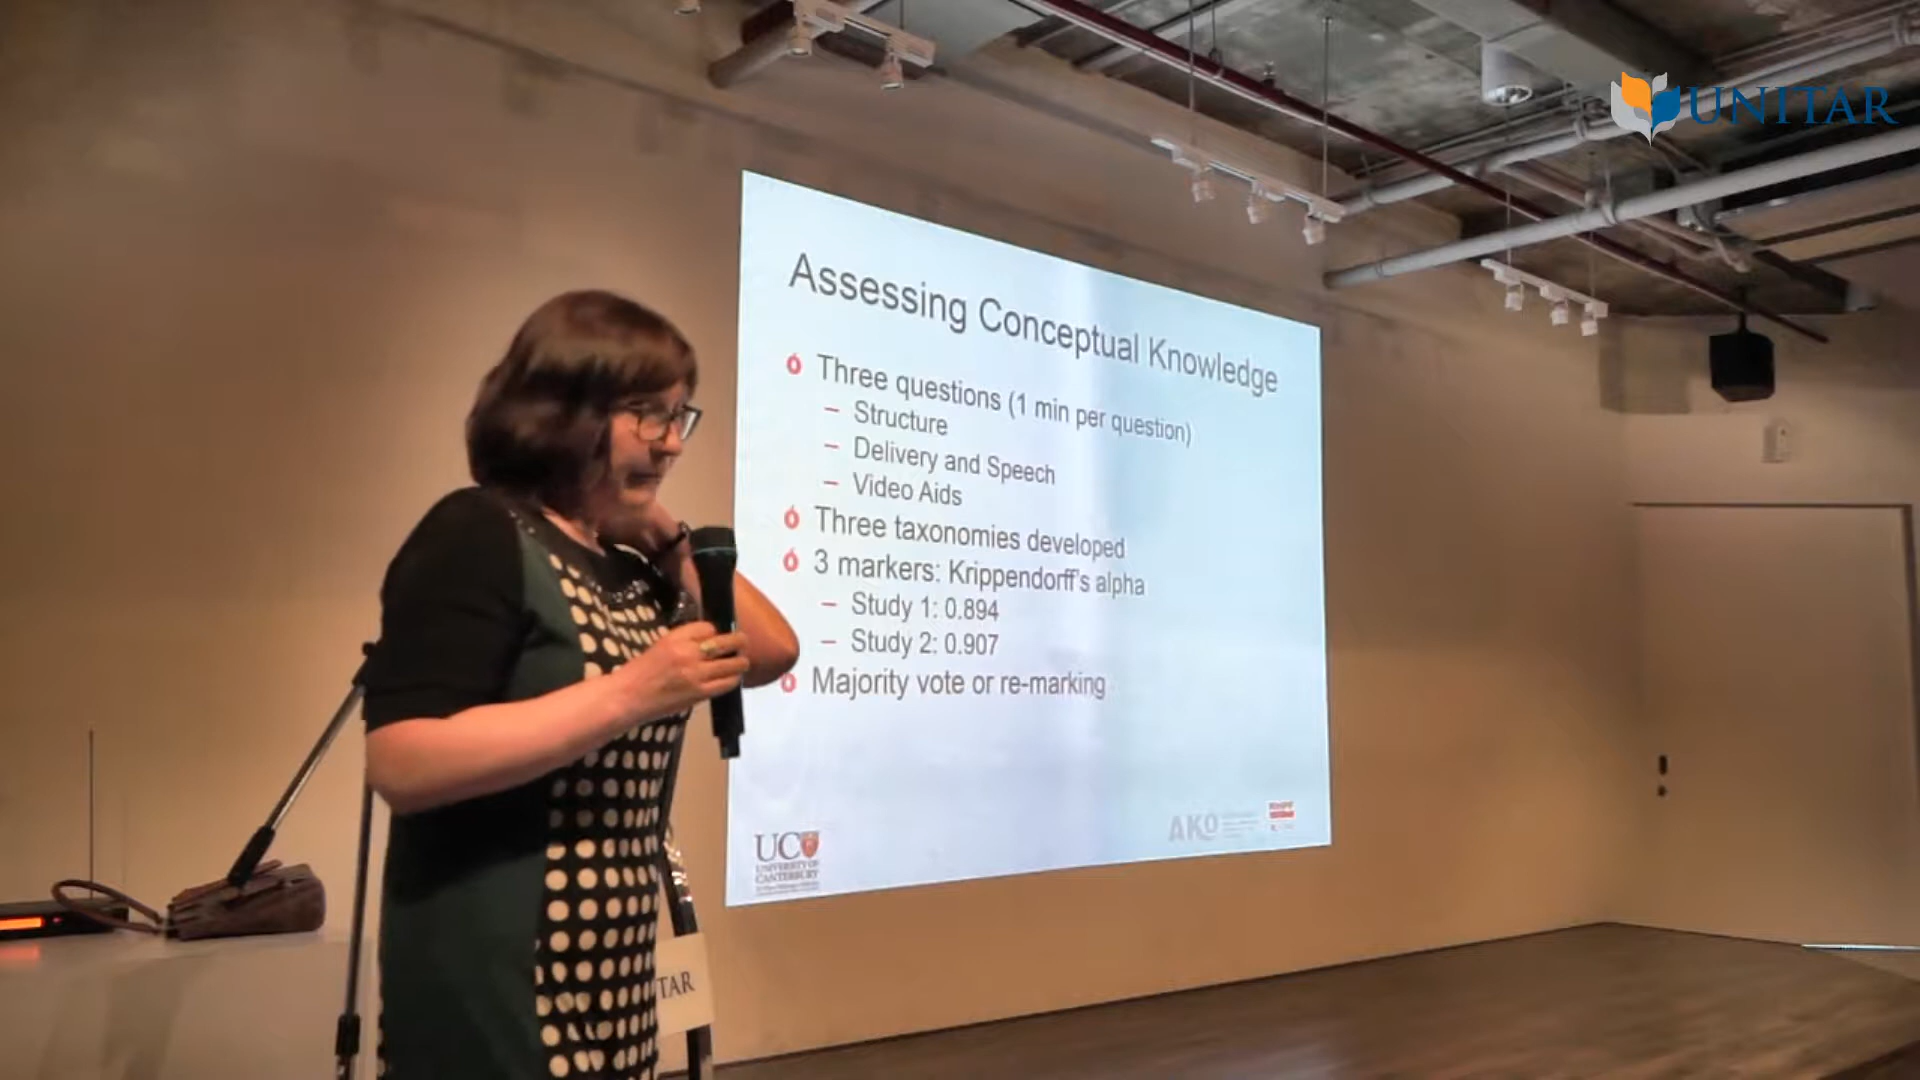 UNITAR
Assessing Conceptual Knowledge
Three questions (1 min per question)
– Structure
– Delivery and Speech
– Video Aids
Three taxonomies developed
3 markers: Krippendorff's alpha
– Study 1: 0.894
– Study 2: 0.907
Majority vote or re-marking
UC
UNIVERSITY OF
CANTERBURY
AKO
TAR